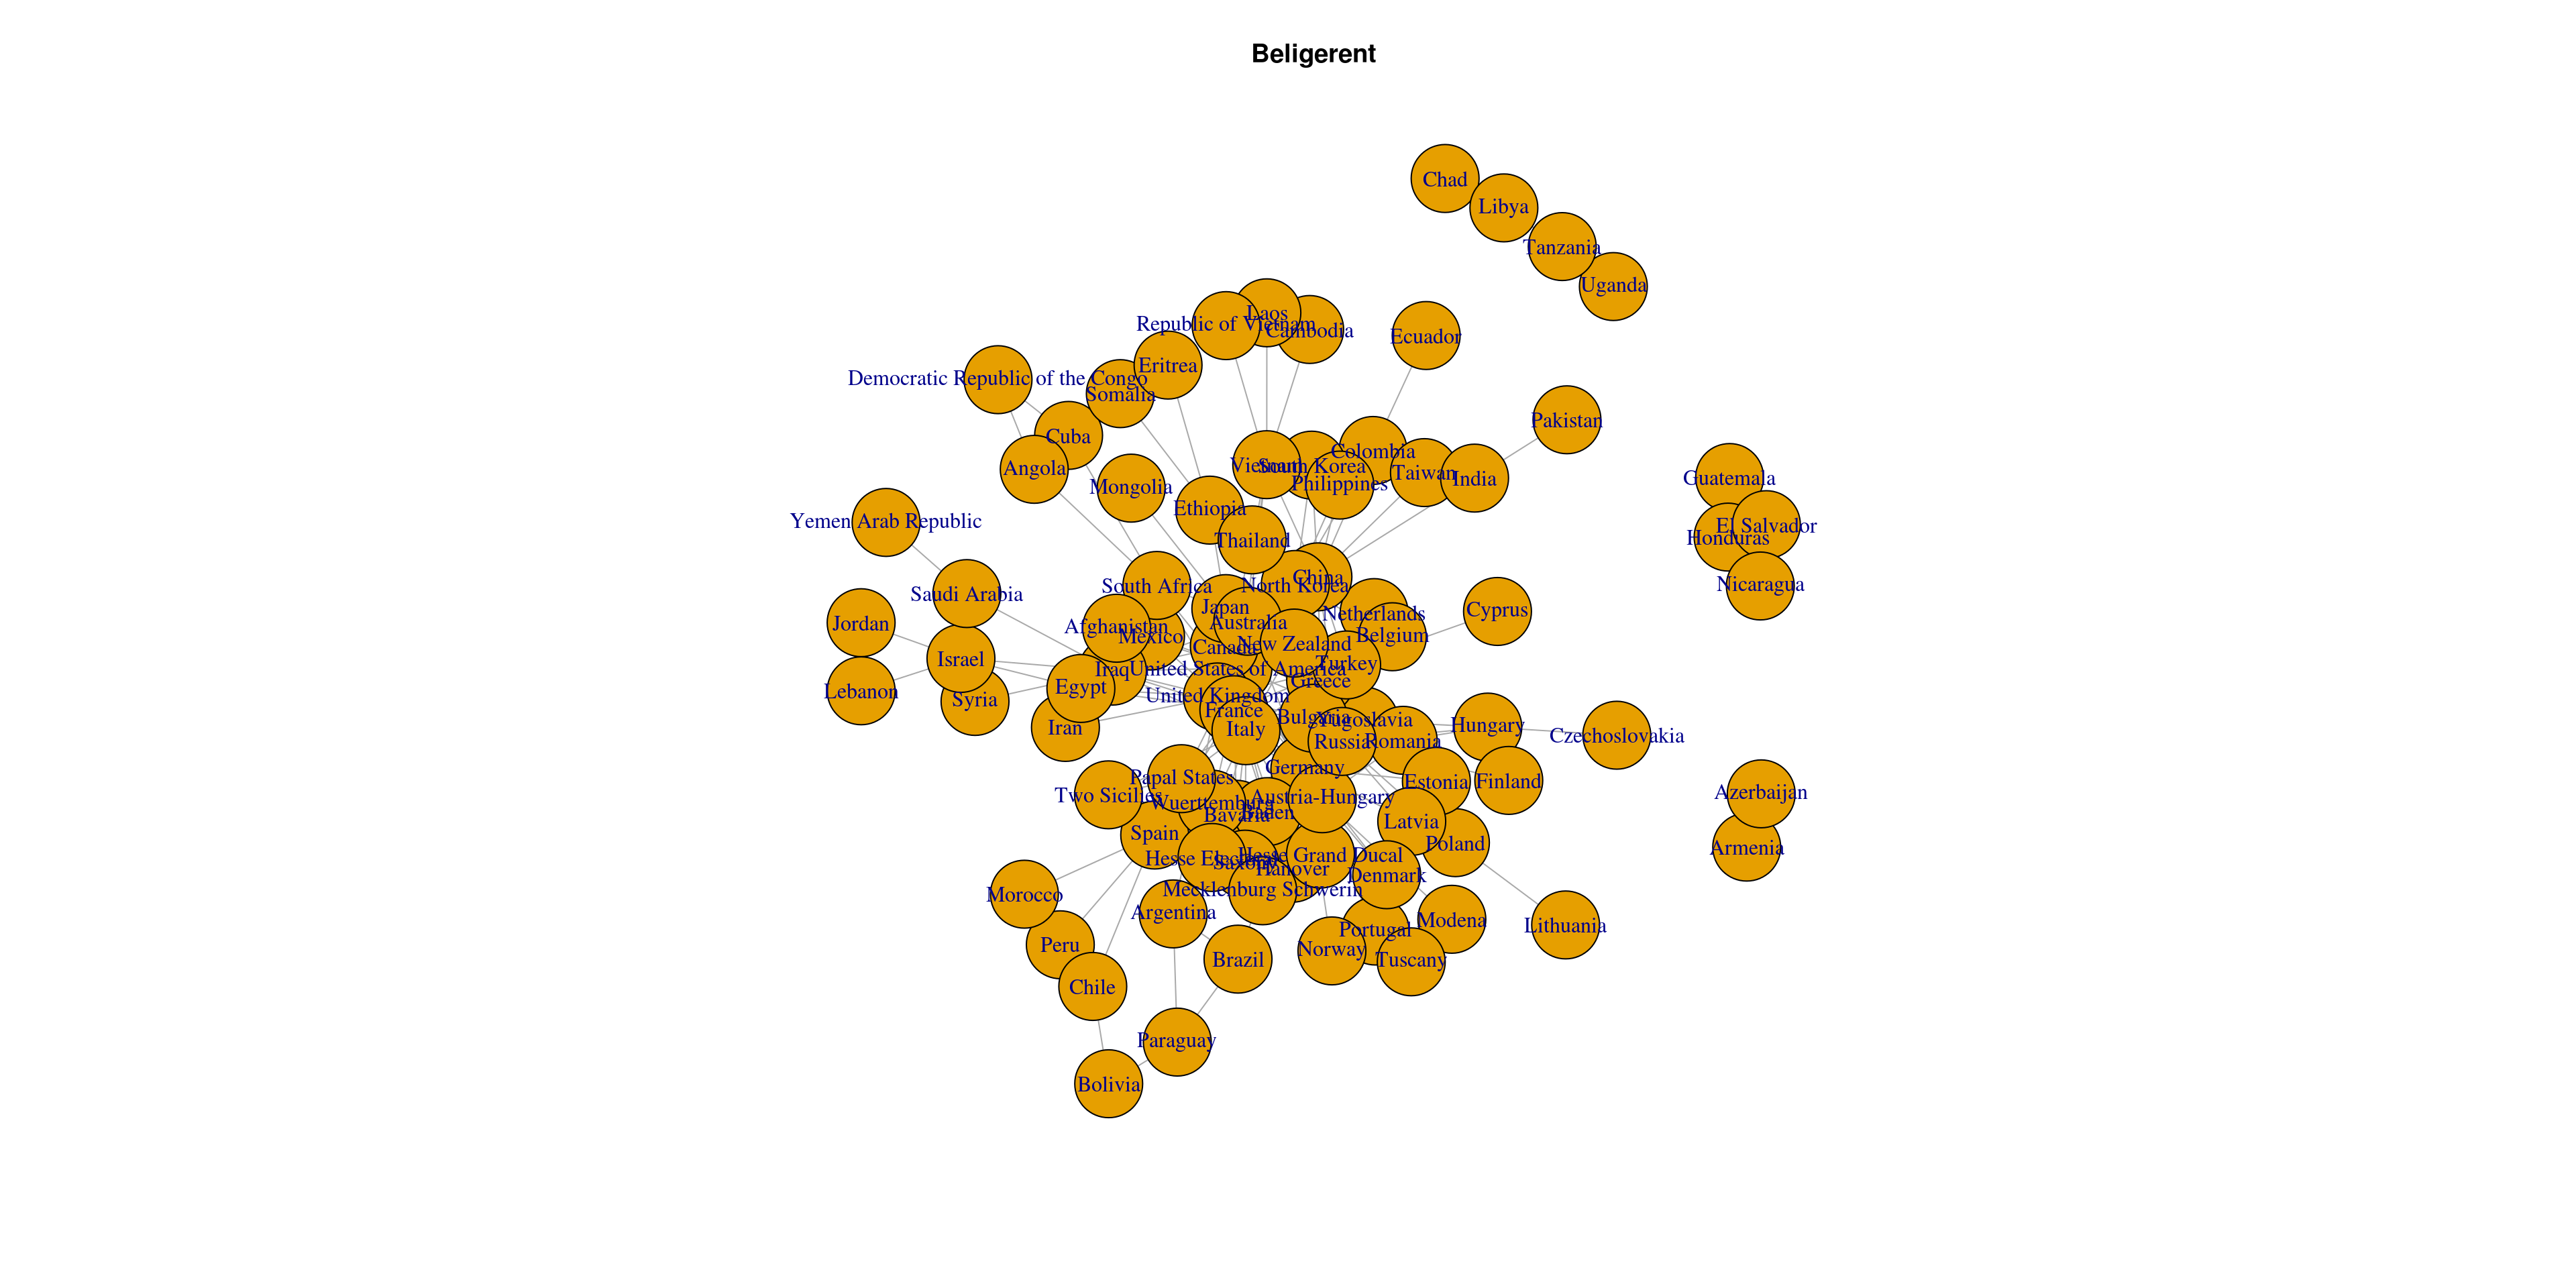 Beligerent
Chad
Libya
Tanzania
Uganda
Laos
Republic of Vietnam
Cambodia
Ecuador
Eritrea
Democratic Republic of the Congo
Somalia
Pakistan
Cuba
Colombia
Angola
Vietnam
South Korea
Taiwan
India
Philippines
Mongolia
Guatemala
Ethiopia
Yemen Arab Republic
El Salvador
Honduras
Thailand
China
North Korea
South Africa
Nicaragua
Saudi Arabia
Japan
Cyprus
Netherlands
Jordan
Australia
Afghanistan
Mexico
Belgium
New Zealand
Canada
Israel
Turkey
Iraq
United States of America
Greece
Egypt
Lebanon
United Kingdom
Syria
France
Bulgaria
Yugoslavia
Hungary
Iran
Italy
Russia
Romania
Czechoslovakia
Germany
Papal States
Estonia
Finland
Azerbaijan
Two Sicilies
Wuerttemburg
Austria-Hungary
Bavaria
Baden
Latvia
Spain
Poland
Armenia
Hesse Electoral
Hesse Grand Ducal
Saxony
Hanover
Denmark
Mecklenburg Schwerin
Morocco
Argentina
Modena
Lithuania
Portugal
Peru
Norway
Brazil
Tuscany
Chile
Paraguay
Bolivia